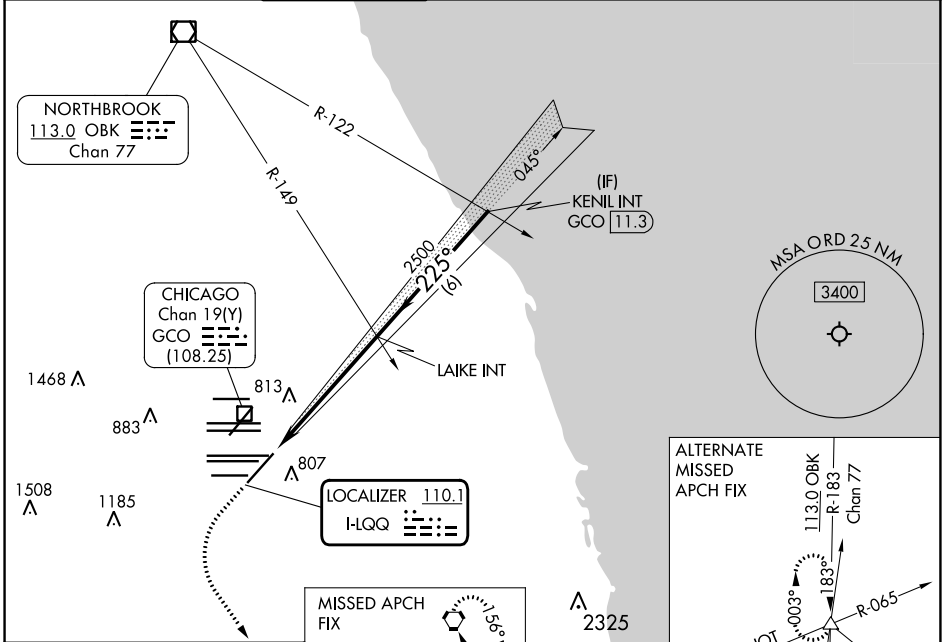 NORTHBROOK
113.0 OBK
Chan 77
R-122
R-149
045°
(IF)
KENIL INT
GCO 11.3
2500
225°
(6)
LAIKE INT
MSA ORD 25 NM
3400
CHICAGO
Chan 19(Y)
GCO
(108.25)
1468
813
883
807
1508
1185
LOCALIZER 110.1
I-LQQ
MISSED APCH
FIX
156°
2325
ALTERNATE
MISSED
APCH FIX
113.0 OBK
R-183
Chan 77
003°
183°
R-065